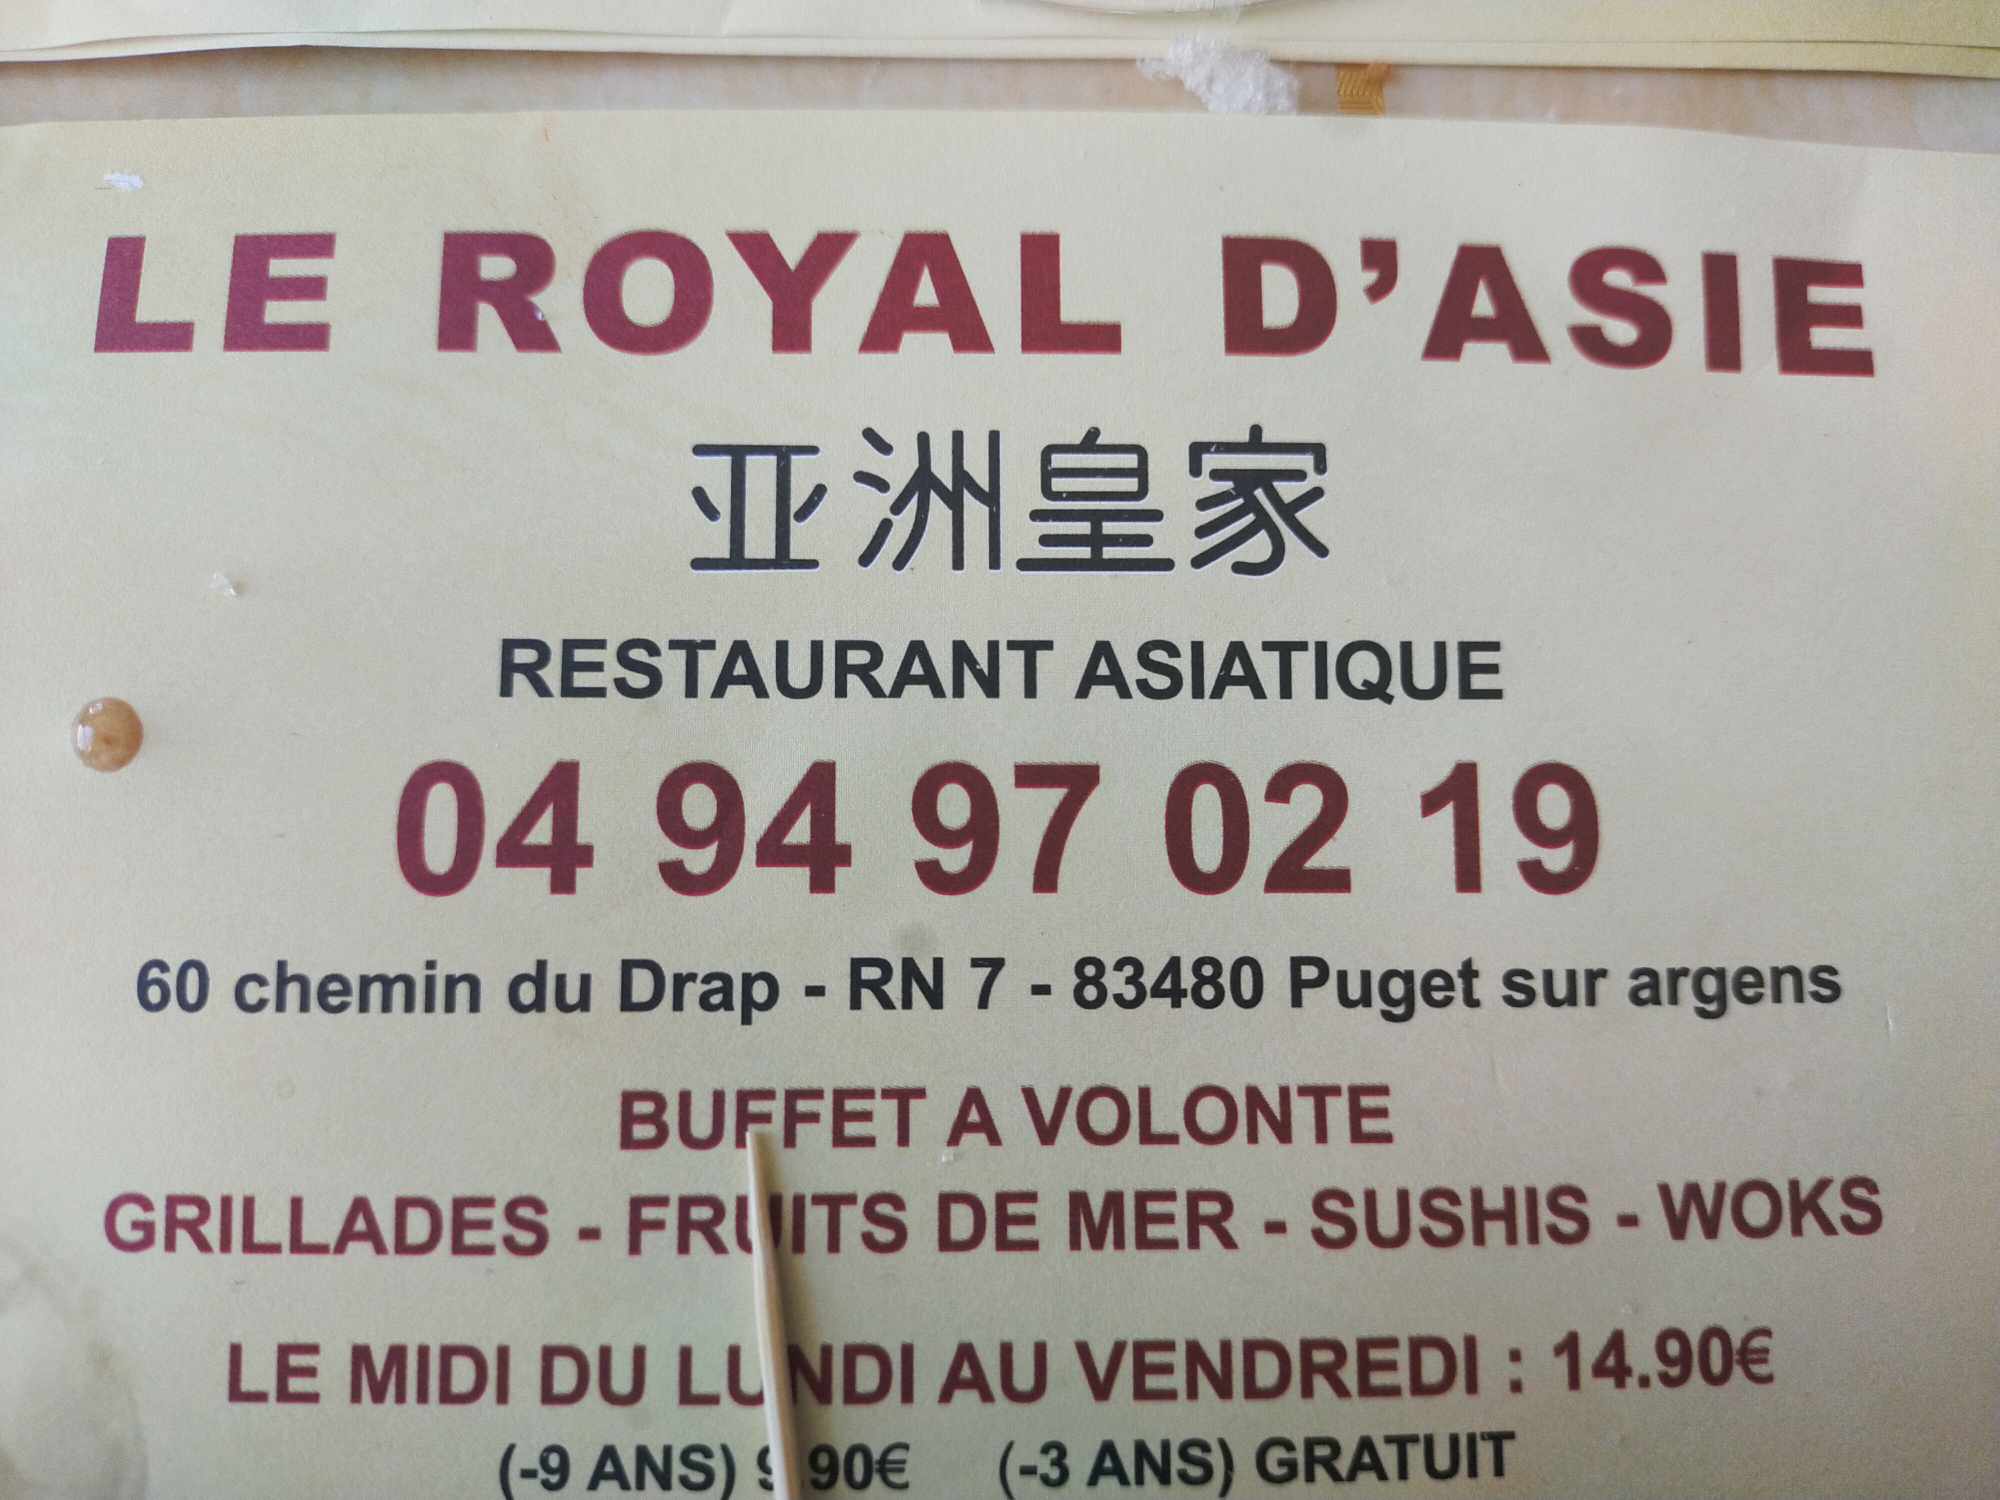 LE ROYAL D'ASIE
亚洲皇家
RESTAURANT ASIATIQUE
04 94 97 02 19
60 chemin du Drap - RN 7 - 83480 Puget sur argens
BUFFET A VOLONTE
GRILLADES - FRUITS DE MER - SUSHIS - WOKS
LE MIDI DU LUNDI AU VENDREDI : 14.90€
(-9 ANS) 9.90€ (-3 ANS) GRATUIT